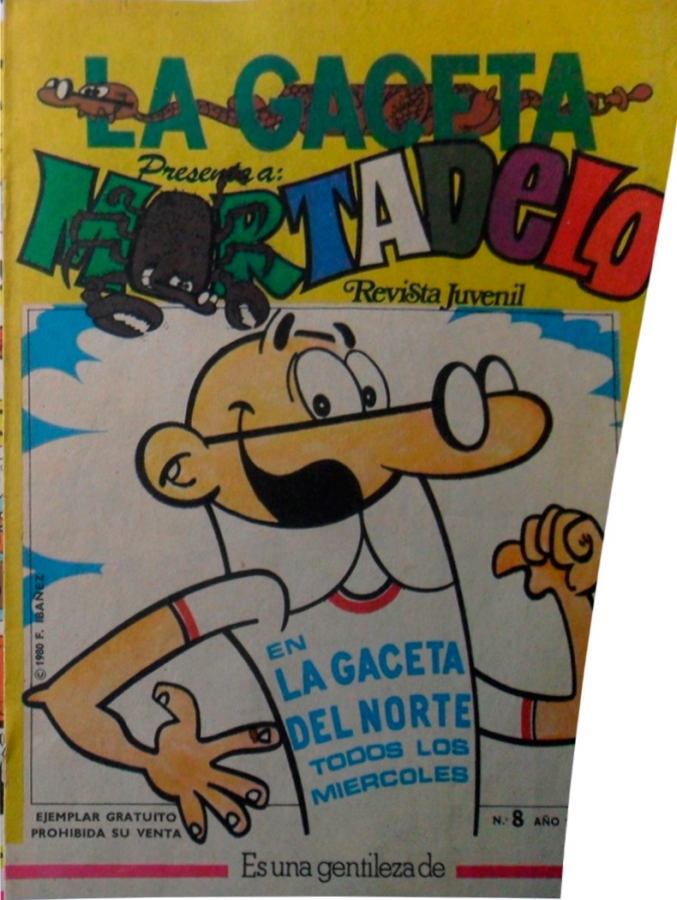 LA GACETA
Presenta a:
MORTADELO
Revista Juvenil
© 1980 F. IBAÑEZ
EN
LA GACETA
DEL NORTE
TODOS LOS
MIERCOLES
EJEMPLAR GRATUITO
PROHIBIDA SU VENTA
N.º 8 AÑO
Es una gentileza de